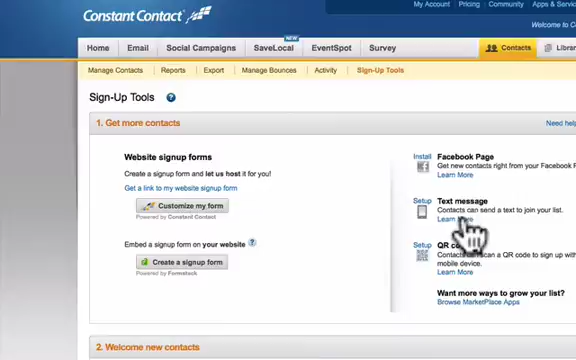 My Account Pricing Community Apps & Servic
Constant Contact
Welcome to C
NEW
Home Email Social Campaigns SaveLocal EventSpot Survey Contacts Librar
Manage Contacts Reports Export Manage Bounces Activity Sign-Up Tools
Sign-Up Tools ?
1. Get more contacts Need help
Website signup forms
Create a signup form and let us host it for you!
Get a link to my website signup form
Customize my form
Powered by Constant Contact
Embed a signup form on your website ?
Create a signup form
Powered by Formstack
Install Facebook Page
Get new contacts right from your Facebook P
Learn More
Setup Text message
Contacts can send a text to join your list.
Learn
Setup QR
Contacts can scan a QR code to sign up with
mobile device.
Learn More
Want more ways to grow your list?
Browse MarketPlace Apps
2. Welcome new contacts